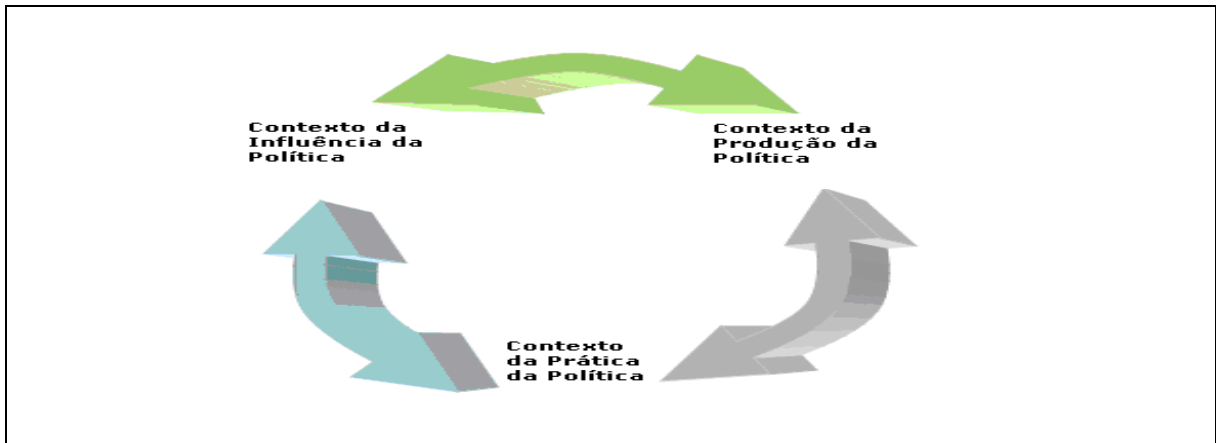 Contexto da
Influência da
Política
Contexto da
Produção da
Política
Contexto
da Prática
da Política